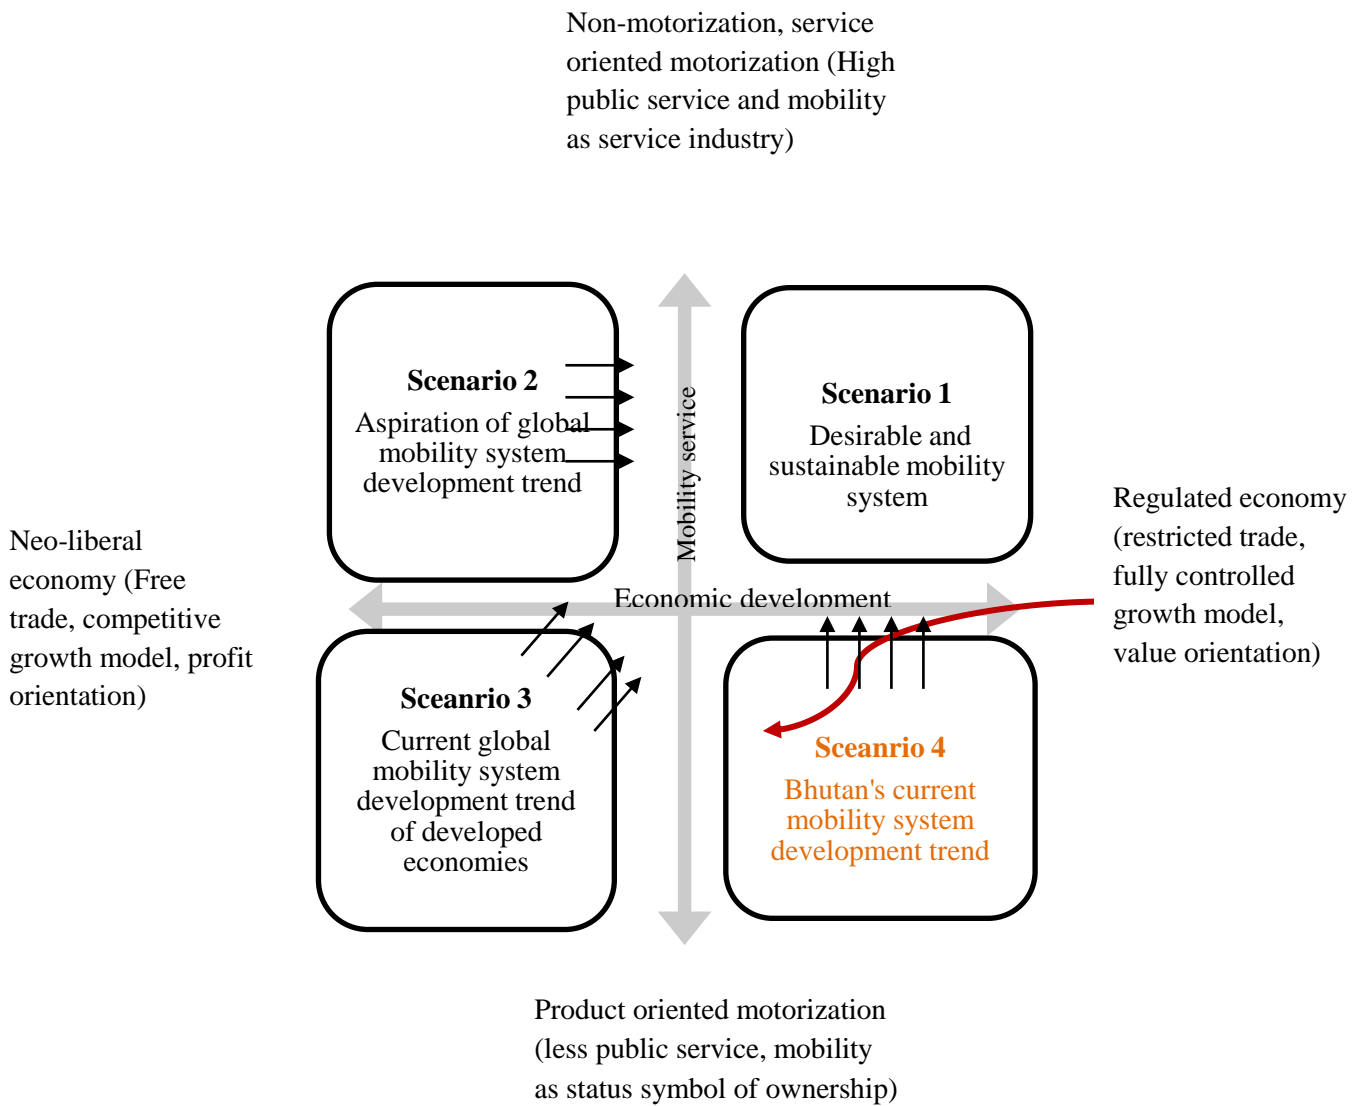 Non-motorization, service
oriented motorization (High
public service and mobility
as service industry)
Scenario 2
Aspiration of global
mobility system
development trend
Mobility service
Scenario 1
Desirable and
sustainable mobility
system
Neo-liberal
economy (Free
trade, competitive
growth model, profit
orientation)
Economic development
Regulated economy
(restricted trade,
fully controlled
growth model,
value orientation)
Sceanrio 3
Current global
mobility system
development trend
of developed
economies
Sceanrio 4
Bhutan's current
mobility system
development trend
Product oriented motorization
(less public service, mobility
as status symbol of ownership)